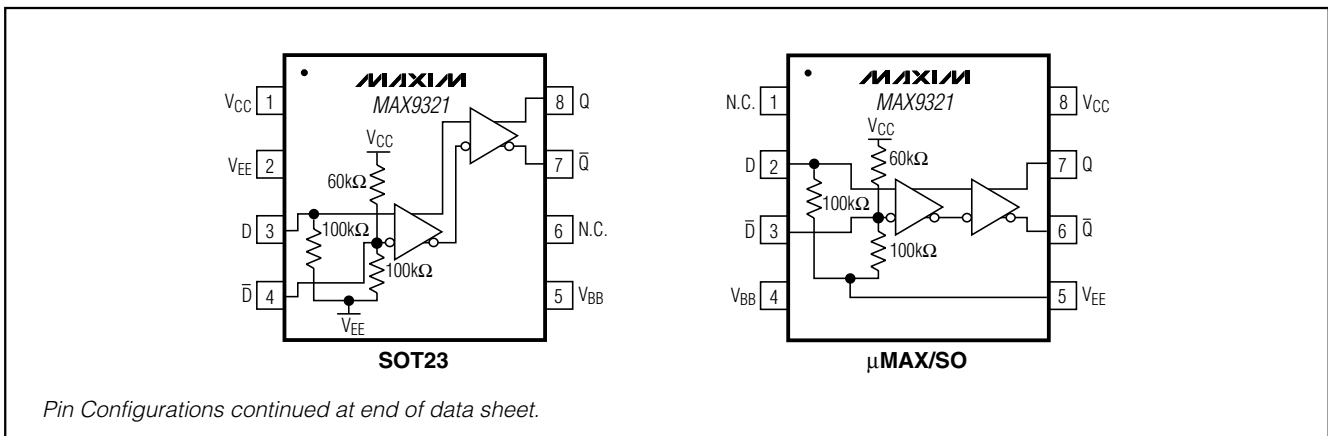 MAXIM
MAX9321
VCC 1
VEE 2
D 3
D̅ 4
8 Q
7 Q̅
6 N.C.
5 VBB
VCC
60kΩ
100kΩ
100kΩ
VEE
SOT23
MAXIM
MAX9321
N.C. 1
D 2
D̅ 3
VBB 4
8 VCC
7 Q
6 Q̅
5 VEE
VCC
60kΩ
100kΩ
100kΩ
µMAX/SO
Pin Configurations continued at end of data sheet.